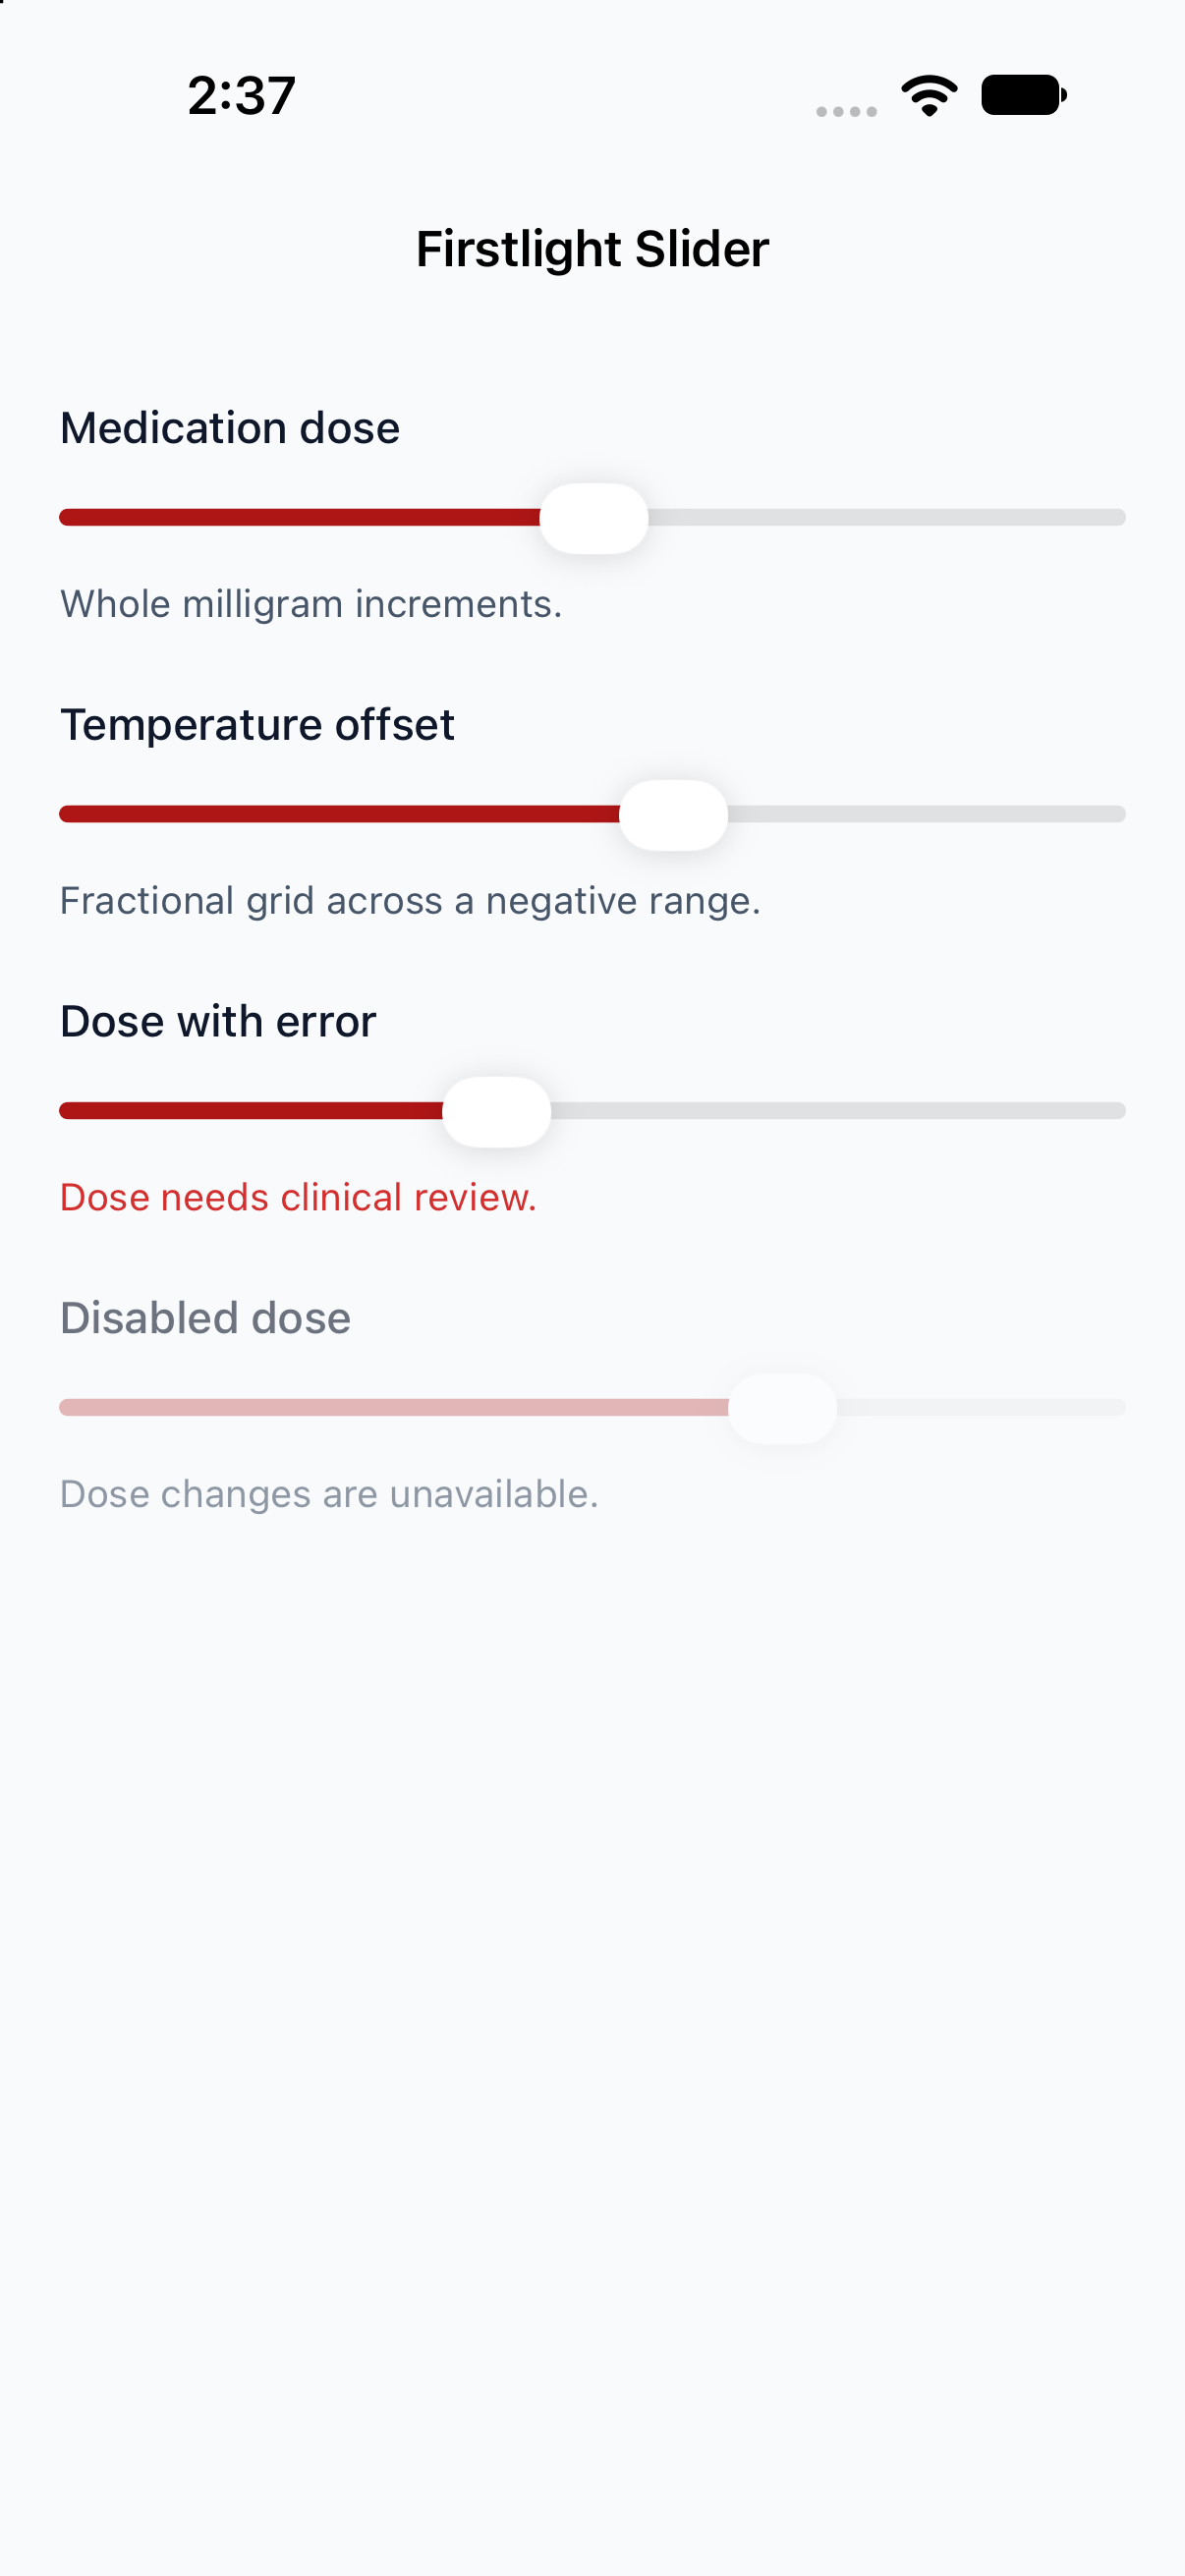 2:37
Firstlight Slider
Medication dose
Whole milligram increments.
Temperature offset
Fractional grid across a negative range.
Dose with error
Dose needs clinical review.
Disabled dose
Dose changes are unavailable.